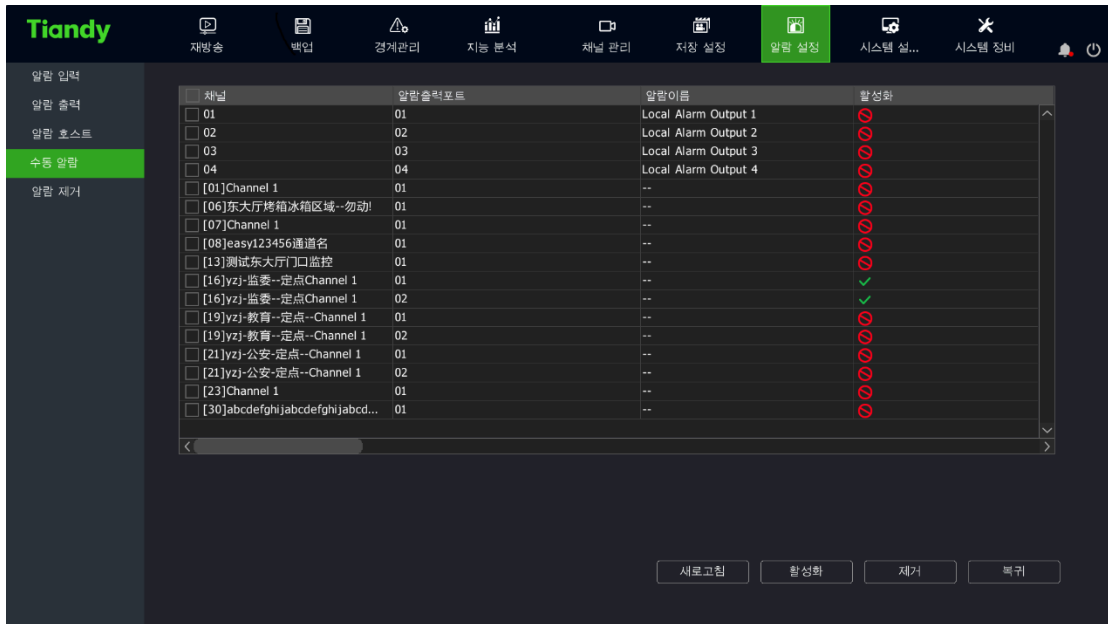 Tiandy
재방송 백업 경계관리 지능 분석 채널 관리 저장 설정 알람 설정 시스템 설... 시스템 정비
알람 입력
알람 출력
알람 호스트
수동 알람
알람 제거
채널 알람출력포트 알람이름 활성화
01 01 Local Alarm Output 1
02 02 Local Alarm Output 2
03 03 Local Alarm Output 3
04 04 Local Alarm Output 4
[01]Channel 1 01 --
[06]东大厅烤箱冰箱区域--勿动! 01 --
[07]Channel 1 01 --
[08]easy123456通道名 01 --
[13]测试东大厅门口监控 01 --
[16]yzj-监委--定点Channel 1 01 --
[16]yzj-监委--定点Channel 1 02 --
[19]yzj-教育--定点--Channel 1 01 --
[19]yzj-教育--定点--Channel 1 02 --
[21]yzj-公安-定点--Channel 1 01 --
[21]yzj-公安-定点--Channel 1 02 --
[23]Channel 1 01 --
[30]abcdefghijabcdefghijabcd... 01 --
새로고침 활성화 제거 복귀